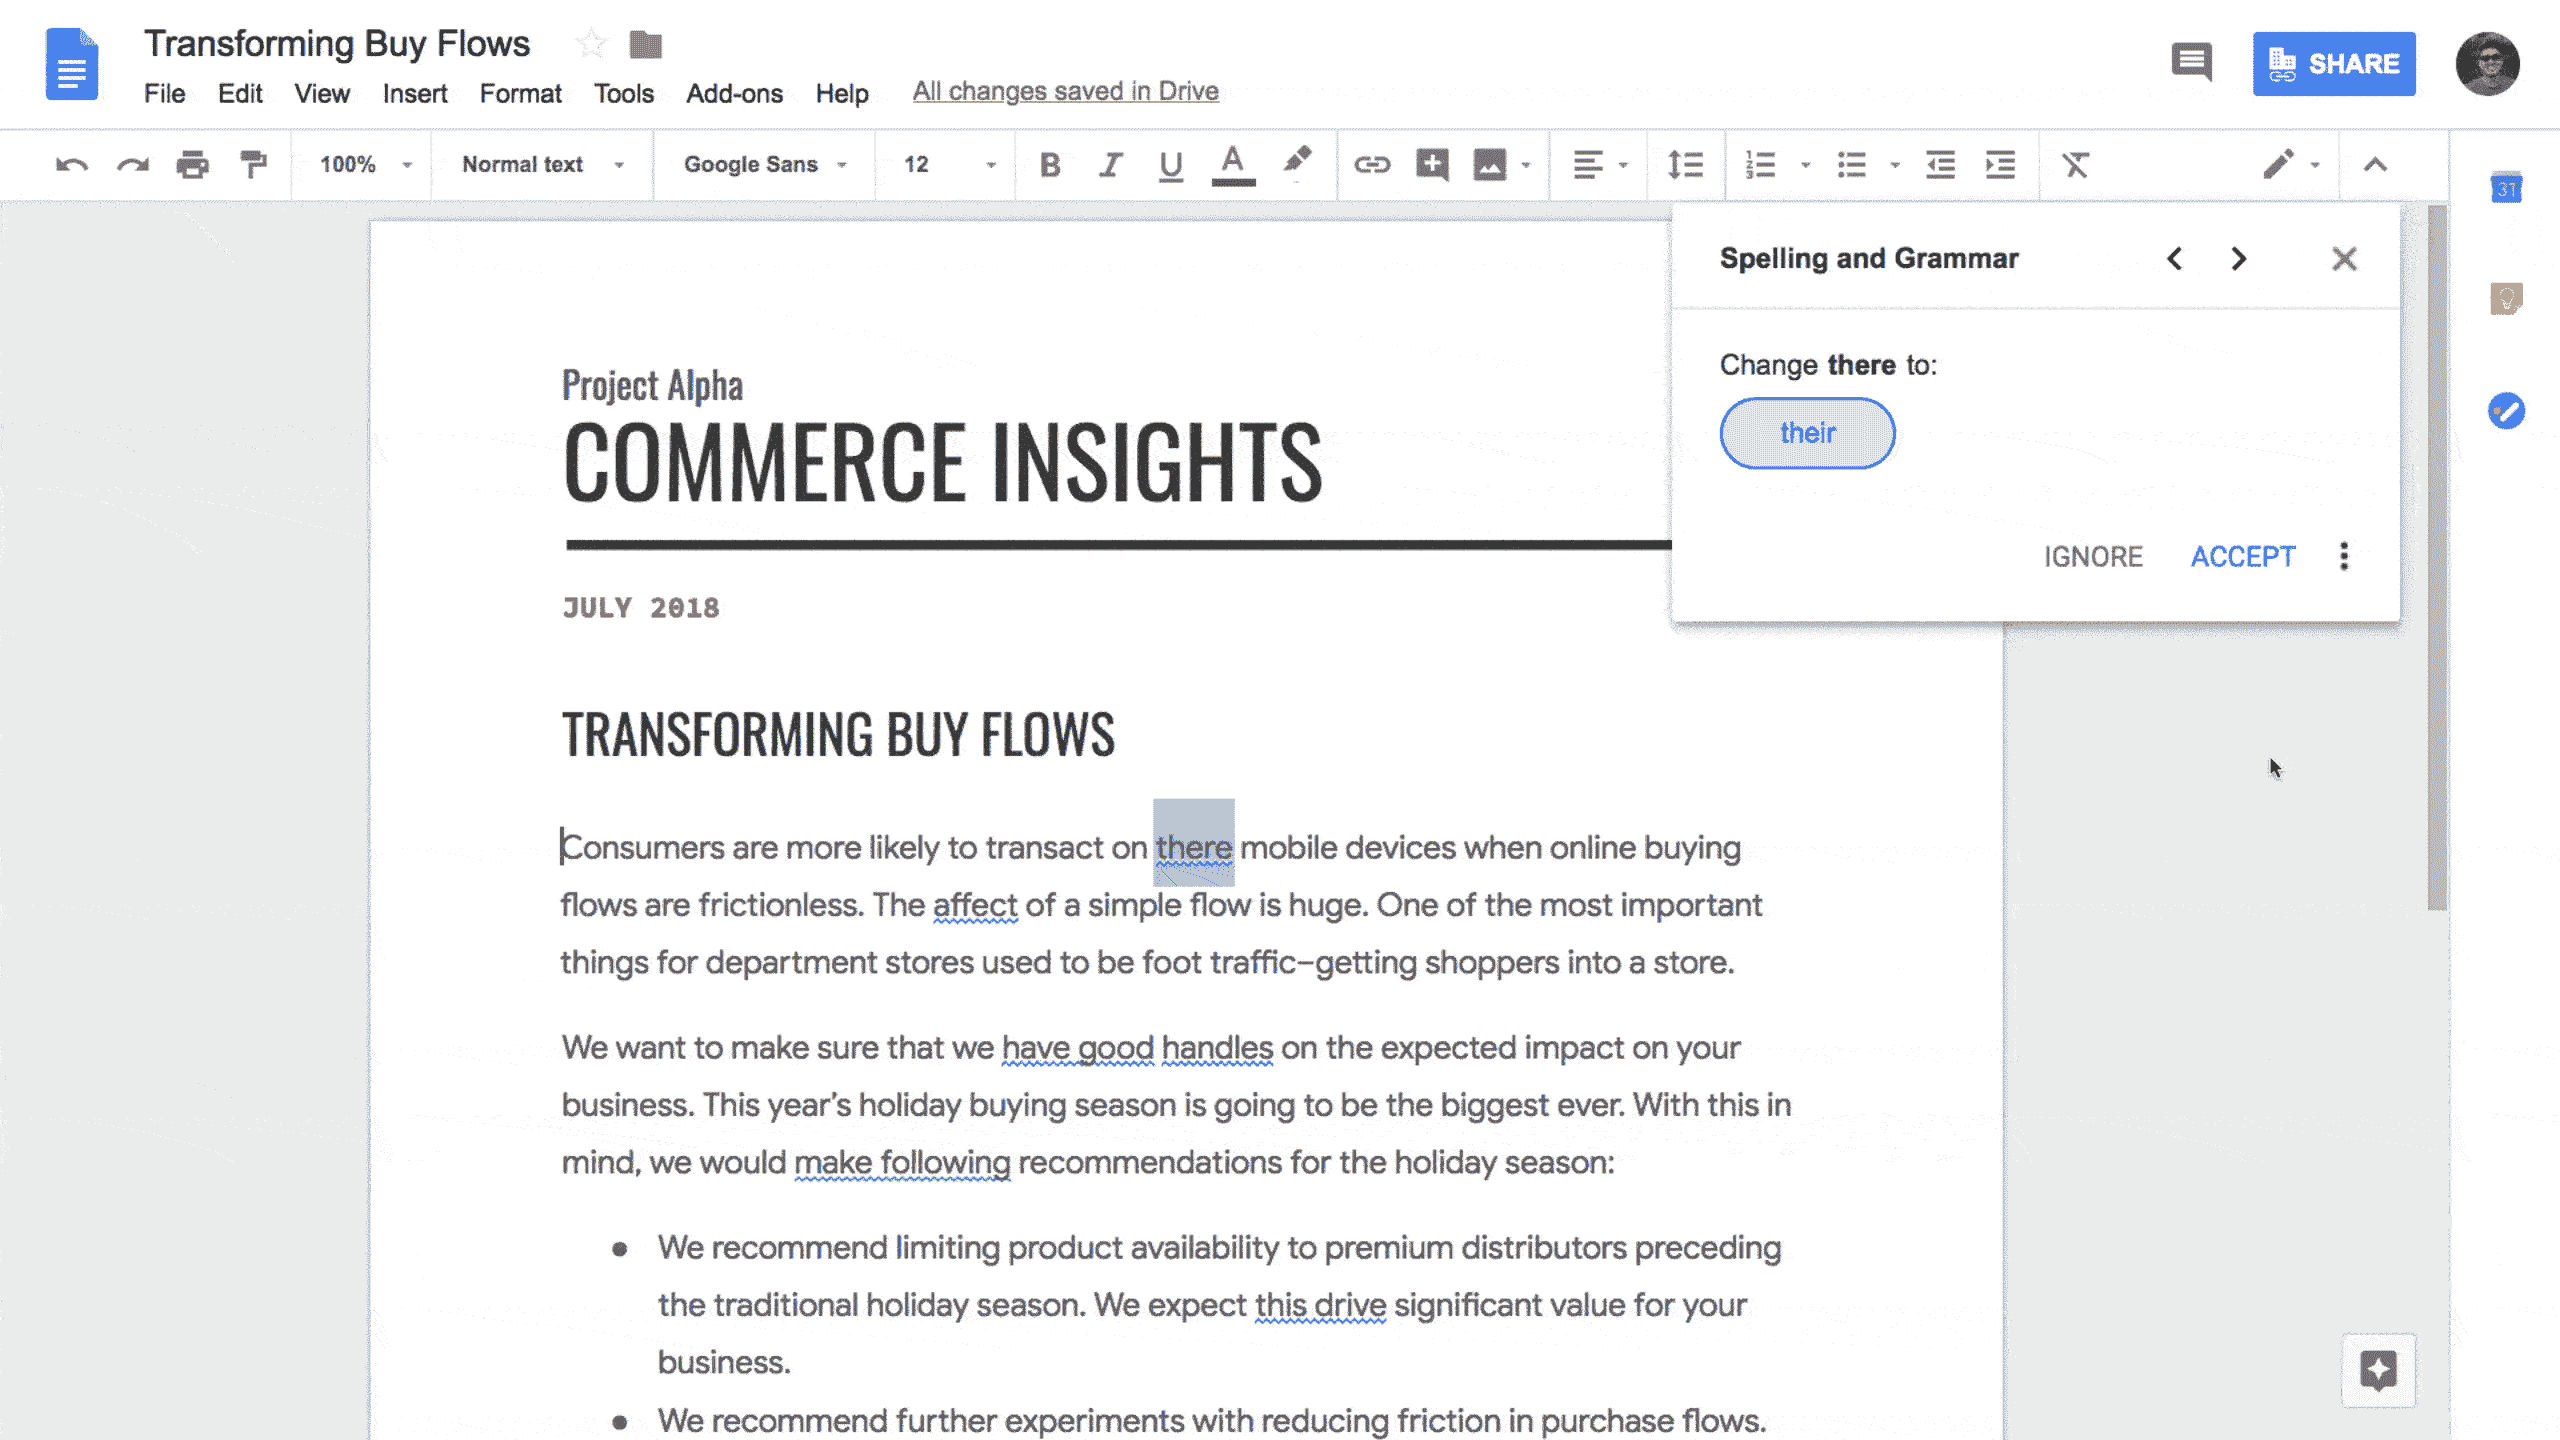 Transforming Buy Flows
File Edit View Insert Format Tools Add-ons Help All changes saved in Drive
SHARE
100% Normal text Google Sans 12 B I U A
31
Spelling and Grammar
Change there to:
their
IGNORE ACCEPT
Project Alpha
COMMERCE INSIGHTS
JULY 2018
TRANSFORMING BUY FLOWS
Consumers are more likely to transact on there mobile devices when online buying
flows are frictionless. The affect of a simple flow is huge. One of the most important
things for department stores used to be foot traffic–getting shoppers into a store.
We want to make sure that we have good handles on the expected impact on your
business. This year's holiday buying season is going to be the biggest ever. With this in
mind, we would make following recommendations for the holiday season:
● We recommend limiting product availability to premium distributors preceding
the traditional holiday season. We expect this drive significant value for your
business.
● We recommend further experiments with reducing friction in purchase flows.